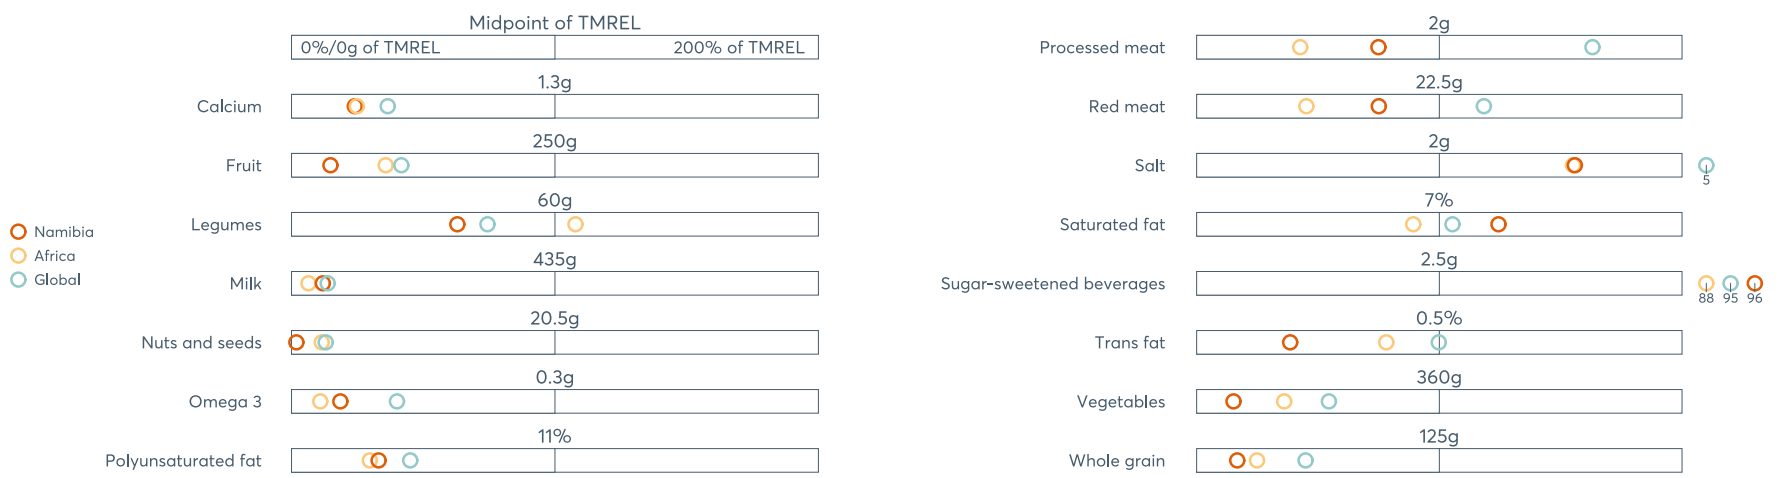 Midpoint of TMREL
0%/0g of TMREL 200% of TMREL
1.3g
Calcium
250g
Fruit
60g
Legumes
435g
Milk
20.5g
Nuts and seeds
0.3g
Omega 3
11%
Polyunsaturated fat
Namibia
Africa
Global
2g
Processed meat
22.5g
Red meat
2g
Salt
5
7%
Saturated fat
2.5g
Sugar-sweetened beverages
88 95 96
0.5%
Trans fat
360g
Vegetables
125g
Whole grain